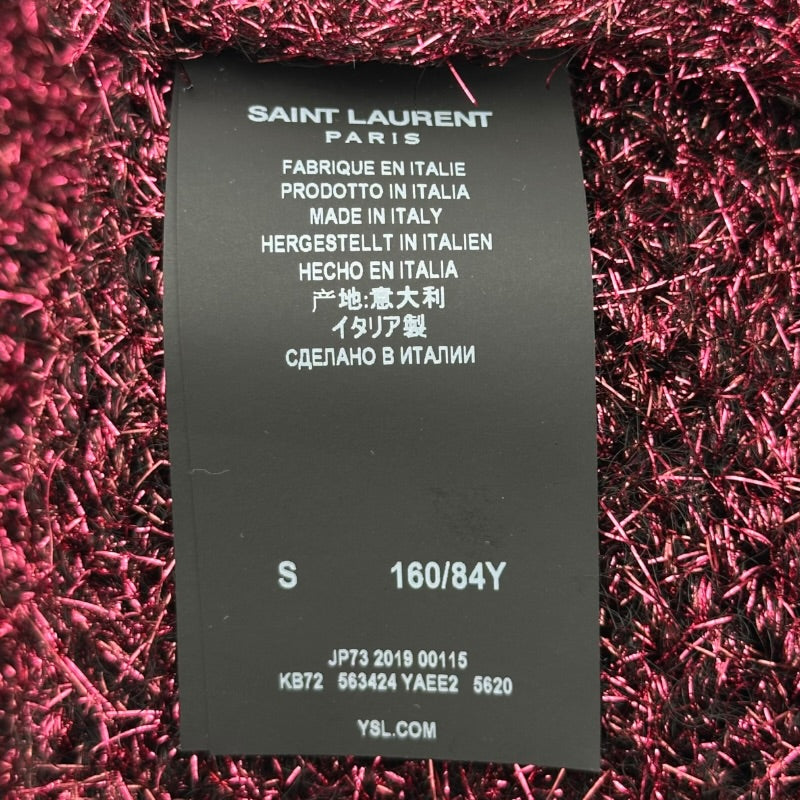 SAINT LAURENT
PARIS
FABRIQUE EN ITALIE
PRODOTTO IN ITALIA
MADE IN ITALY
HERGESTELLT IN ITALIEN
HECHO EN ITALIA
产地:意大利
イタリア製
СДЕЛАНО В ИТАЛИИ
S 160/84Y
JP73 2019 00115
KB72 563424 YAEE2 5620
YSL.COM